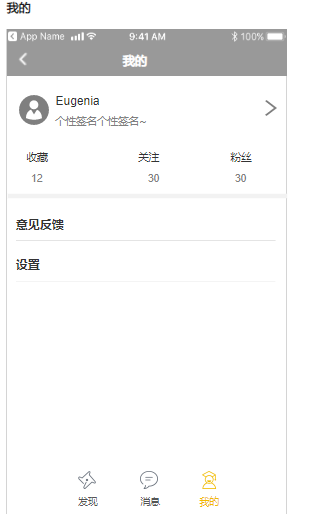 我的
App Name 9:41 AM 100%
我的
Eugenia
个性签名个性签名~
收藏 关注 粉丝
12 30 30
意见反馈
设置
发现 消息 我的